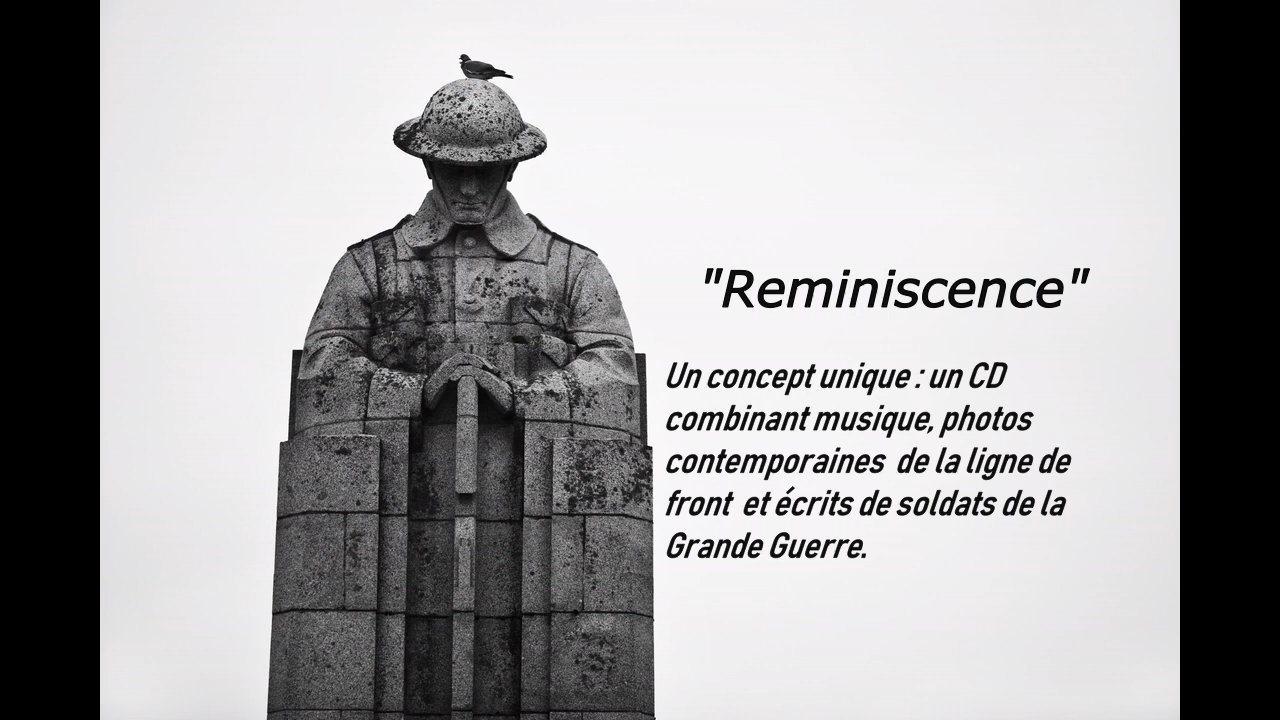 "Reminiscence"
Un concept unique : un CD
combinant musique, photos
contemporaines  de la ligne de
front  et écrits de soldats de la
Grande Guerre.